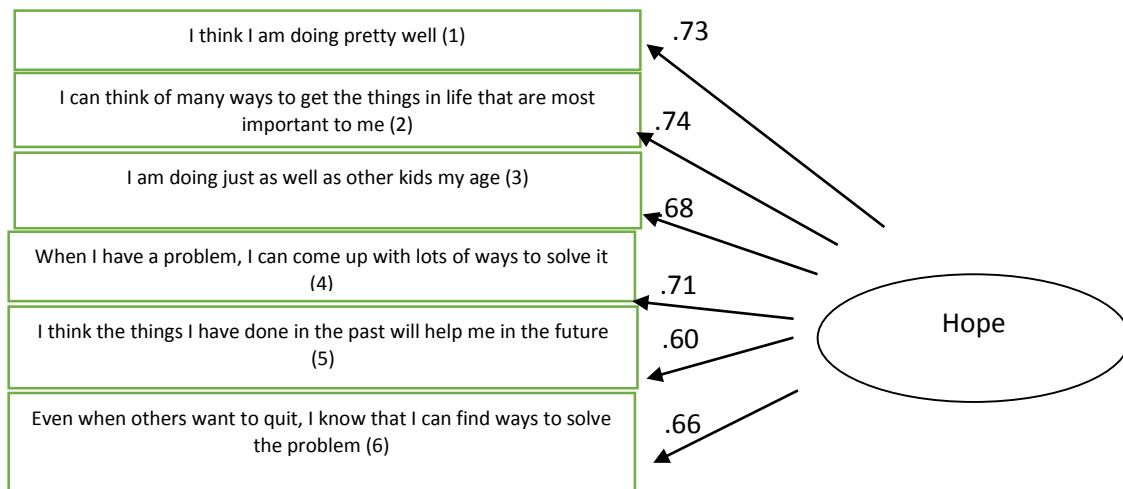 I think I am doing pretty well (1)
.73
I can think of many ways to get the things in life that are most
important to me (2)
.74
I am doing just as well as other kids my age (3)
.68
When I have a problem, I can come up with lots of ways to solve it
(4)
.71
I think the things I have done in the past will help me in the future
(5)
.60
Even when others want to quit, I know that I can find ways to solve
the problem (6)
.66
Hope